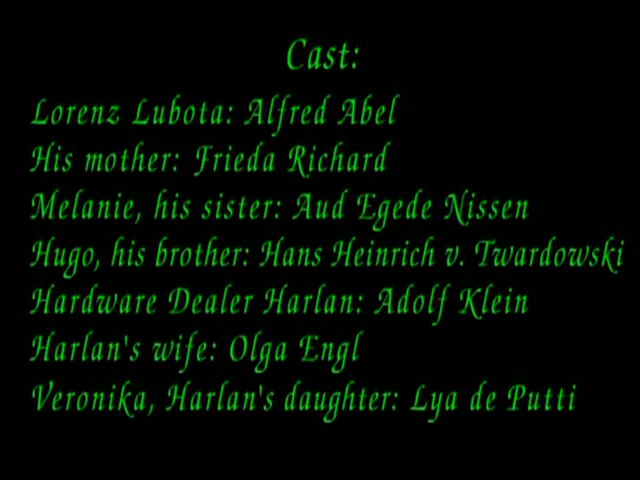 Cast:
Lorenz Lubota: Alfred Abel
His mother: Frieda Richard
Melanie, his sister: Aud Egede Nissen
Hugo, his brother: Hans Heinrich v. Twardowski
Hardware Dealer Harlan: Adolf Klein
Harlan's wife: Olga Engl
Veronika, Harlan's daughter: Lya de Putti